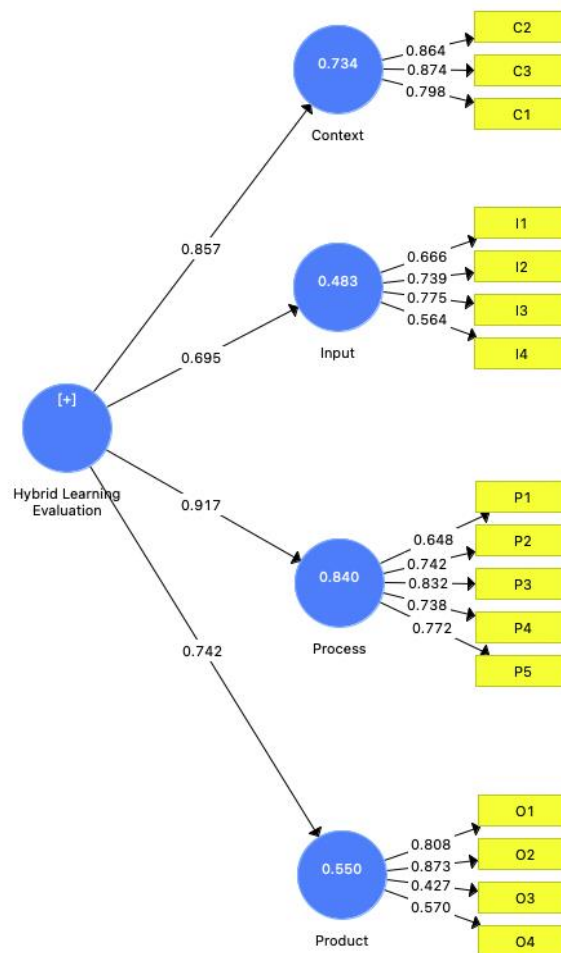 C2
0.864
0.734
0.874
C3
0.798
C1
Context
0.857
I1
0.666
0.739
I2
0.483
0.775
I3
0.564
I4
Input
0.695
[+]
Hybrid Learning
Evaluation
0.917
P1
0.648
P2
0.742
0.840
0.832
P3
0.738
P4
0.772
P5
Process
0.742
O1
0.808
O2
0.873
0.550
0.427
O3
0.570
O4
Product